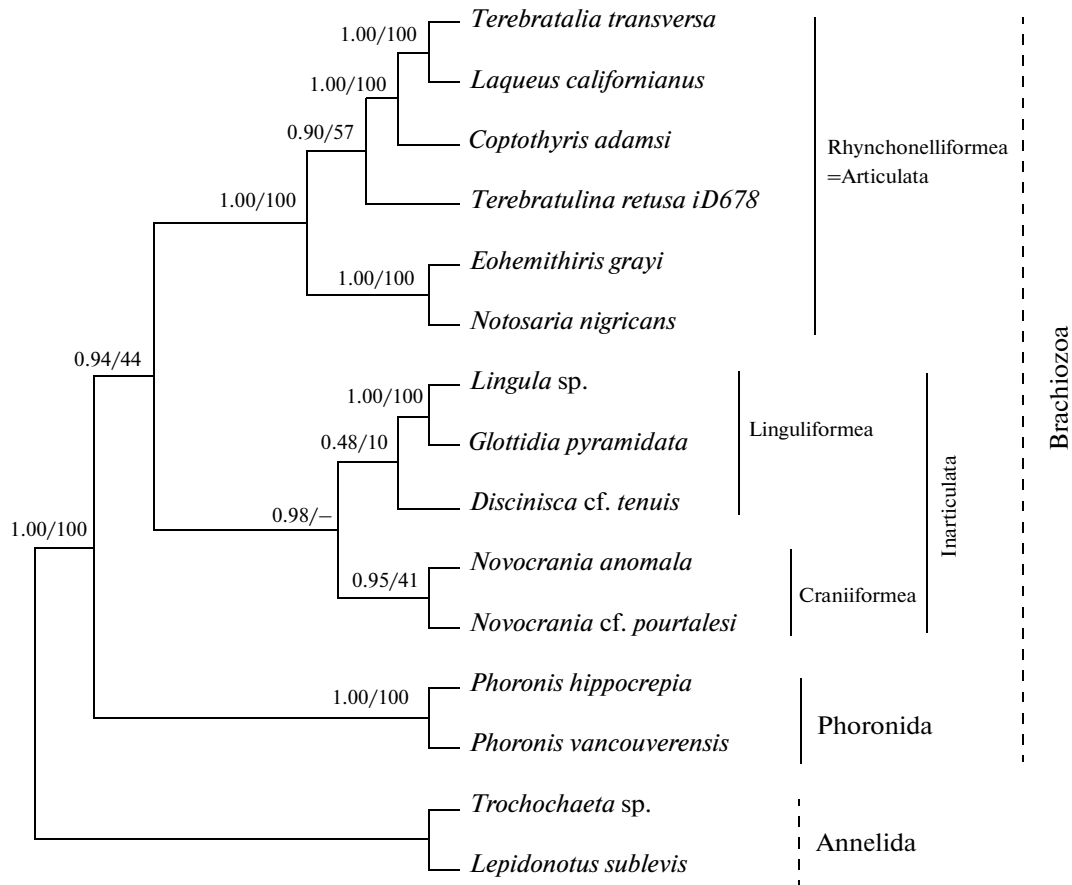 Terebratalia transversa
1.00/100
Laqueus californianus
1.00/100
Coptothyris adamsi
0.90/57
Rhynchonelliformea
=Articulata
Terebratulina retusa iD678
1.00/100
Eohemithiris grayi
1.00/100
Notosaria nigricans
0.94/44
Lingula sp.
1.00/100
Glottidia pyramidata
Linguliformea
0.48/10
Discinisca cf. tenuis
0.98/–
1.00/100
Novocrania anomala
0.95/41
Craniiformea
Novocrania cf. pourtalesi
Inarticulata
Brachiozoa
Phoronis hippocrepia
1.00/100
Phoronida
Phoronis vancouverensis
Trochochaeta sp.
Annelida
Lepidonotus sublevis